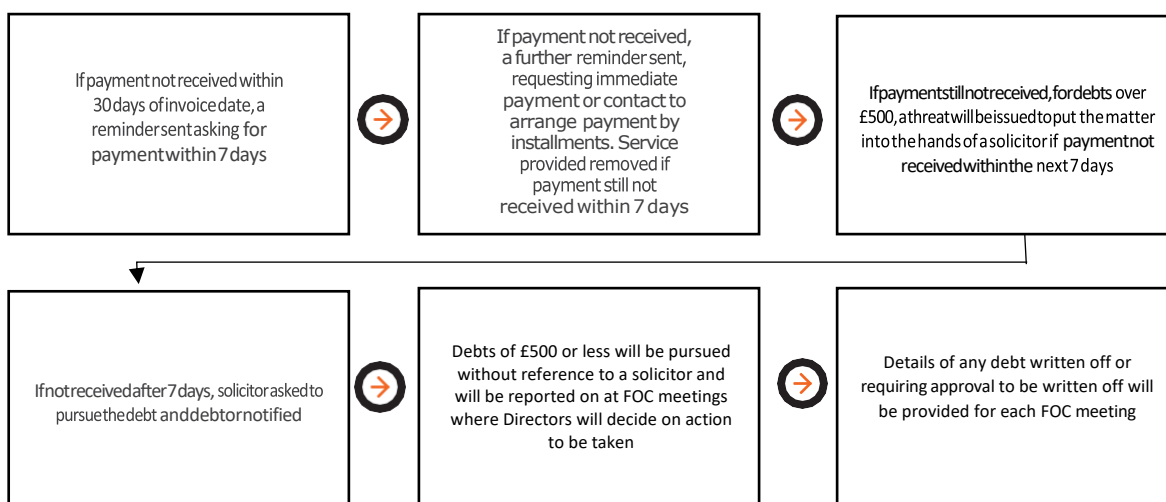 If payment not received within
30 days of invoice date, a
reminder sent asking for
payment within 7 days
If payment not received,
a further reminder sent,
requesting immediate
payment or contact to
arrange payment by
installments. Service
provided removed if
payment still not
received within 7 days
If payment still not received, for debts over
£500, a threat will be issued to put the matter
into the hands of a solicitor if payment not
received within the next 7 days
If not received after 7 days, solicitor asked to
pursue the debt and debtor notified
Debts of £500 or less will be pursued
without reference to a solicitor and
will be reported on at FOC meetings
where Directors will decide on action
to be taken
Details of any debt written off or
requiring approval to be written off will
be provided for each FOC meeting